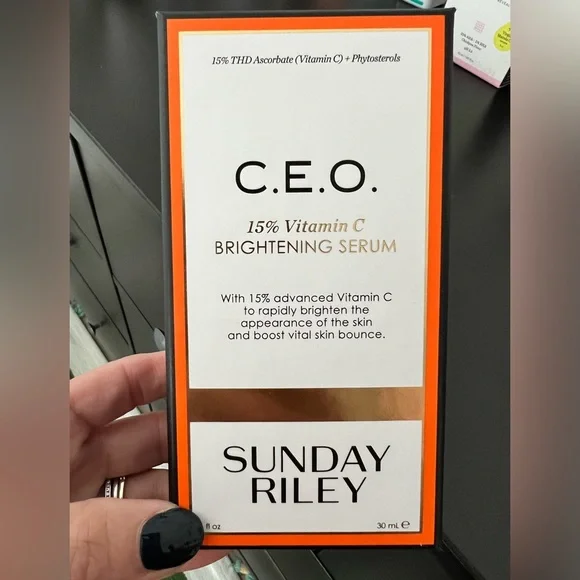 15% THD Ascorbate (Vitamin C) + Phytosterols
C.E.O.
15% Vitamin C
BRIGHTENING SERUM
With 15% advanced Vitamin C
to rapidly brighten the
appearance of the skin
and boost vital skin bounce.
SUNDAY
RILEY
fl oz 30 ml e